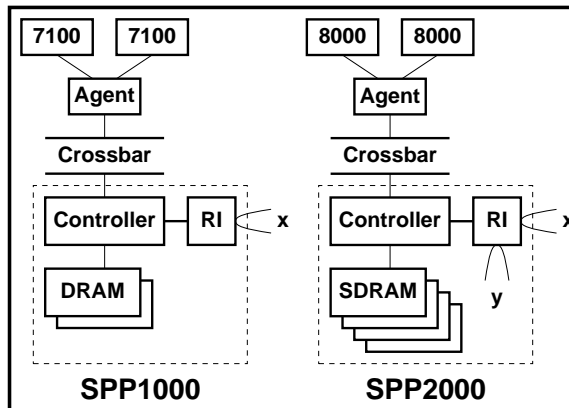 7100 7100 8000 8000
Agent Agent
Crossbar Crossbar
Controller RI x Controller RI x
DRAM SDRAM y
SPP1000 SPP2000